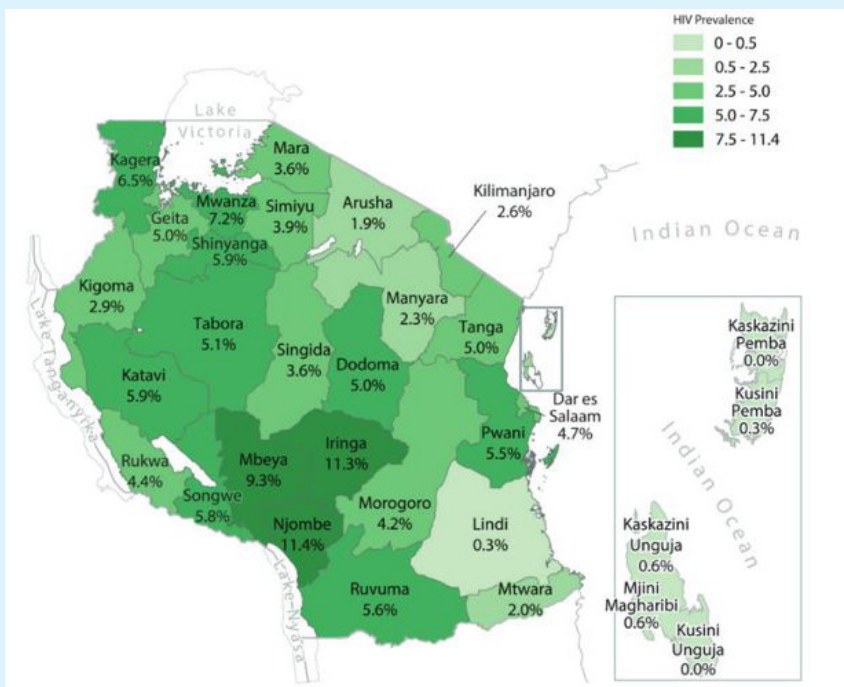 HIV Prevalence
0 - 0.5
0.5 - 2.5
2.5 - 5.0
5.0 - 7.5
7.5 - 11.4
Lake
Victoria
Kagera
6.5%
Mara
3.6%
Mwanza
7.2%
Simiyu
3.9%
Geita
5.0%
Shinyanga
5.9%
Arusha
1.9%
Kilimanjaro
2.6%
Indian Ocean
Kigoma
2.9%
Lake Tanganyika
Tabora
5.1%
Singida
3.6%
Manyara
2.3%
Tanga
5.0%
Dodoma
5.0%
Katavi
5.9%
Dar es
Salaam
4.7%
Pwani
5.5%
Rukwa
4.4%
Mbeya
9.3%
Iringa
11.3%
Songwe
5.8%
Njombe
11.4%
Morogoro
4.2%
Lindi
0.3%
Lake Nyasa
Ruvuma
5.6%
Mtwara
2.0%
Kaskazini
Pemba
0.0%
Kusini
Pemba
0.3%
Indian Ocean
Kaskazini
Unguja
0.6%
Mjini
Magharibi
0.6%
Kusini
Unguja
0.0%